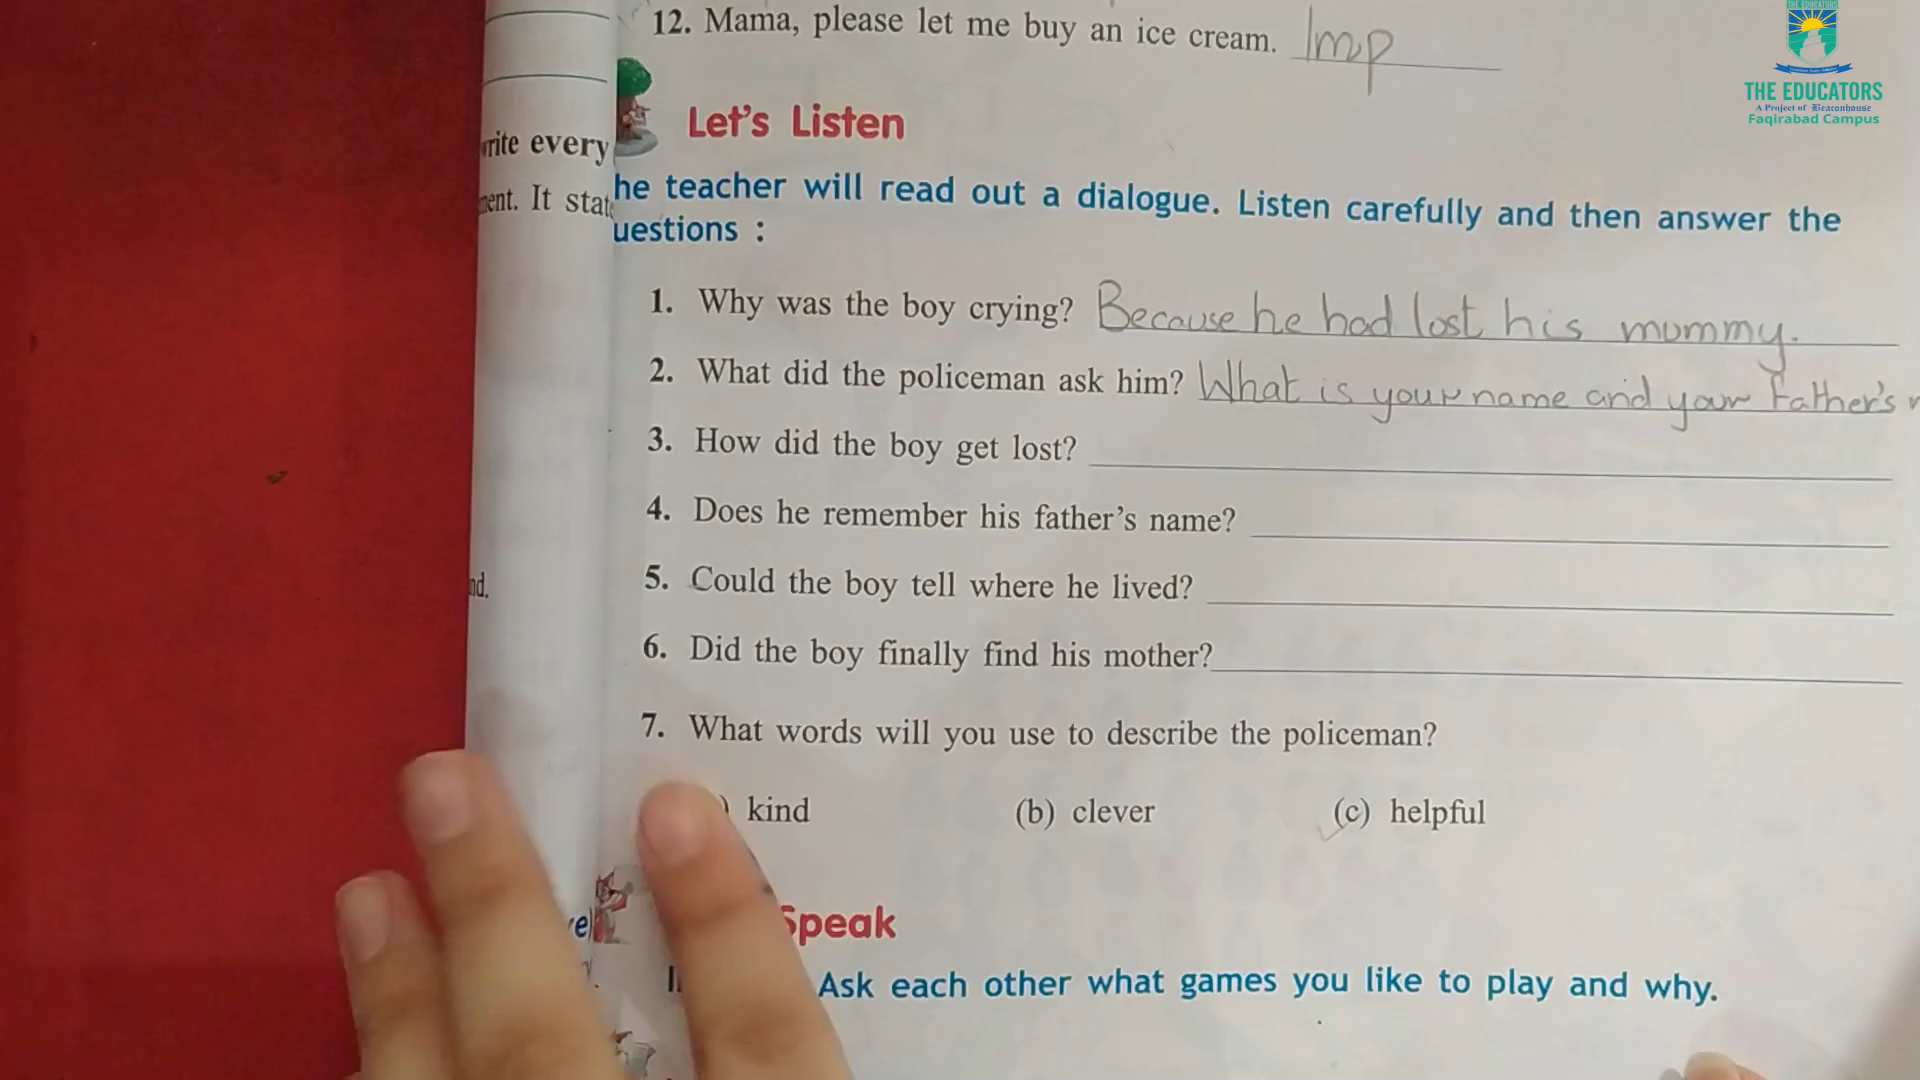 12. Mama, please let me buy an ice cream. Imp
THE EDUCATORS
THE EDUCATORS
A Project of Beaconhouse
Faqirabad Campus
Let's Listen
write every
he teacher will read out a dialogue. Listen carefully and then answer the
It stat
uestions :
1. Why was the boy crying? Because he had lost his mummy.
2. What did the policeman ask him? What is your name and your father's
3. How did the boy get lost?
4. Does he remember his father's name?
5. Could the boy tell where he lived?
nd.
6. Did the boy finally find his mother?
7. What words will you use to describe the policeman?
) kind (b) clever (c) helpful
Speak
Ask each other what games you like to play and why.